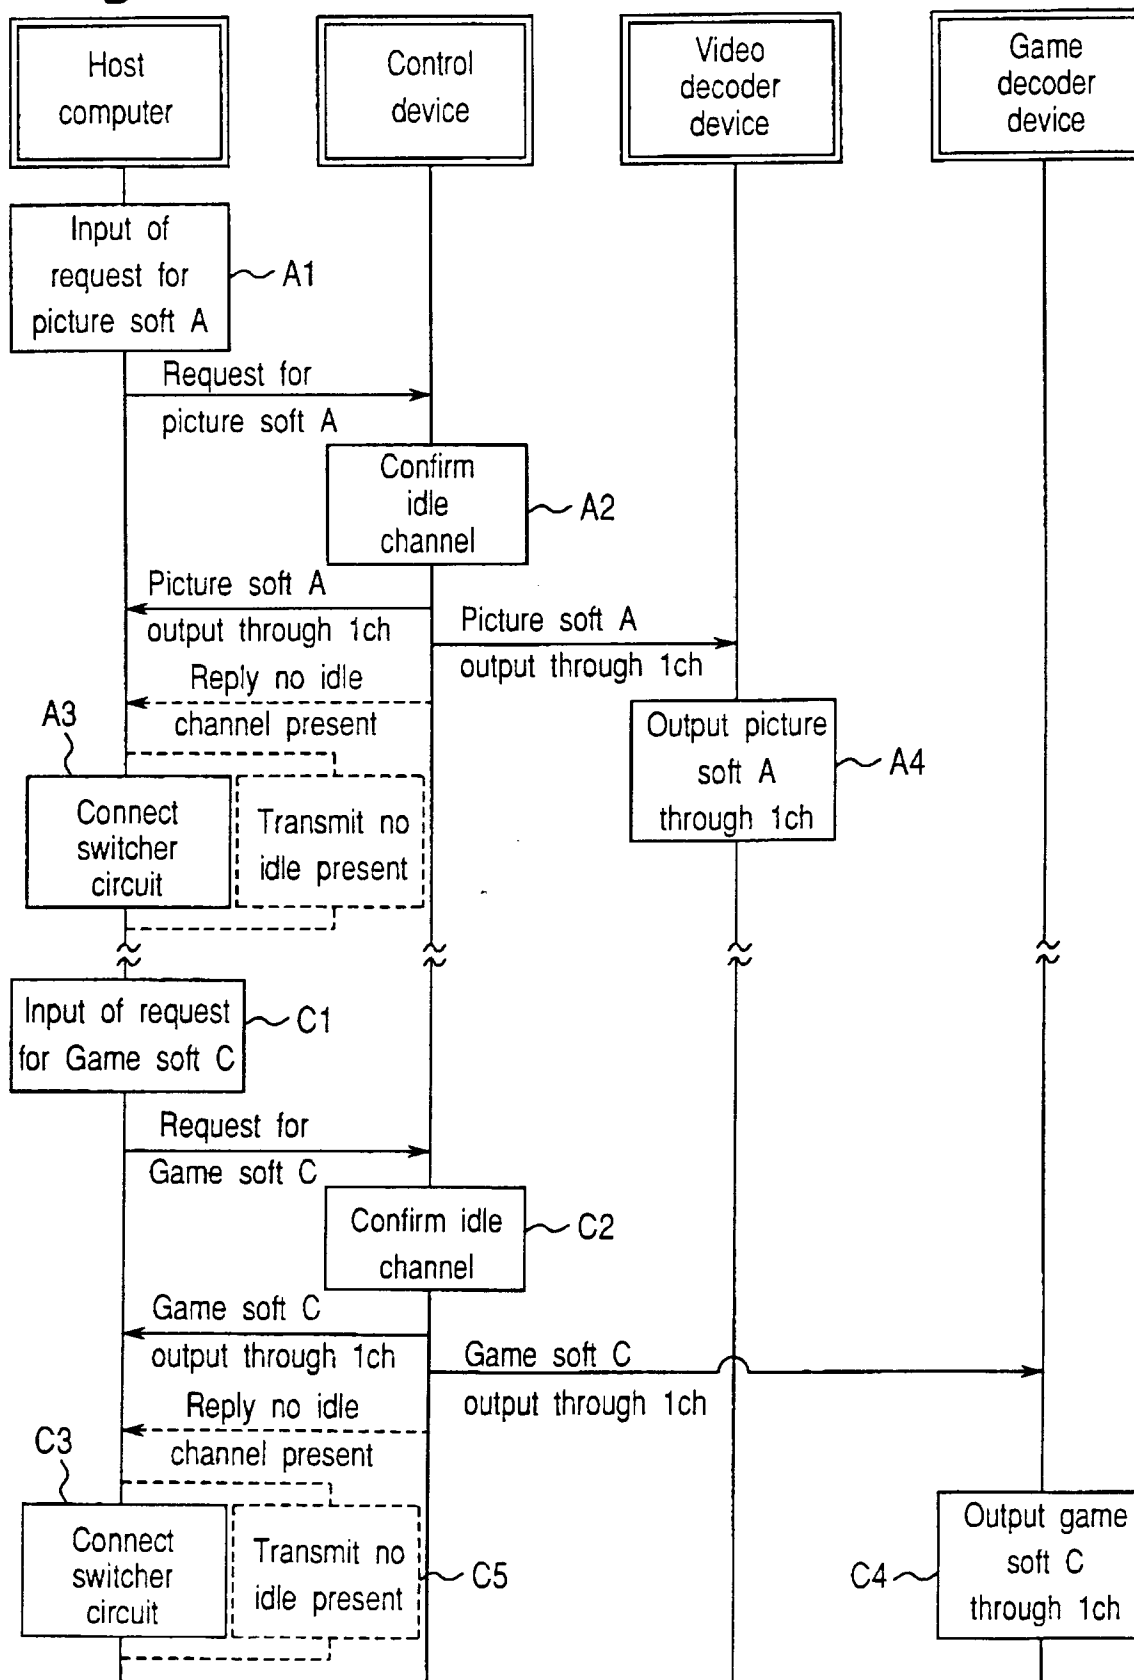 Host
computer
Control
device
Video
decoder
device
Game
decoder
device
Input of
request for
picture soft A
A1
Request for
picture soft A
Confirm
idle
channel
A2
Picture soft A
output through 1ch
Picture soft A
output through 1ch
Reply no idle
channel present
A3
Output picture
soft A
through 1ch
A4
Connect
switcher
circuit
Transmit no
idle present
Input of request
for Game soft C
C1
Request for
Game soft C
Confirm idle
channel
C2
Game soft C
output through 1ch
Game soft C
output through 1ch
Reply no idle
channel present
C3
Connect
switcher
circuit
Transmit no
idle present
C5
Output game
soft C
through 1ch
C4